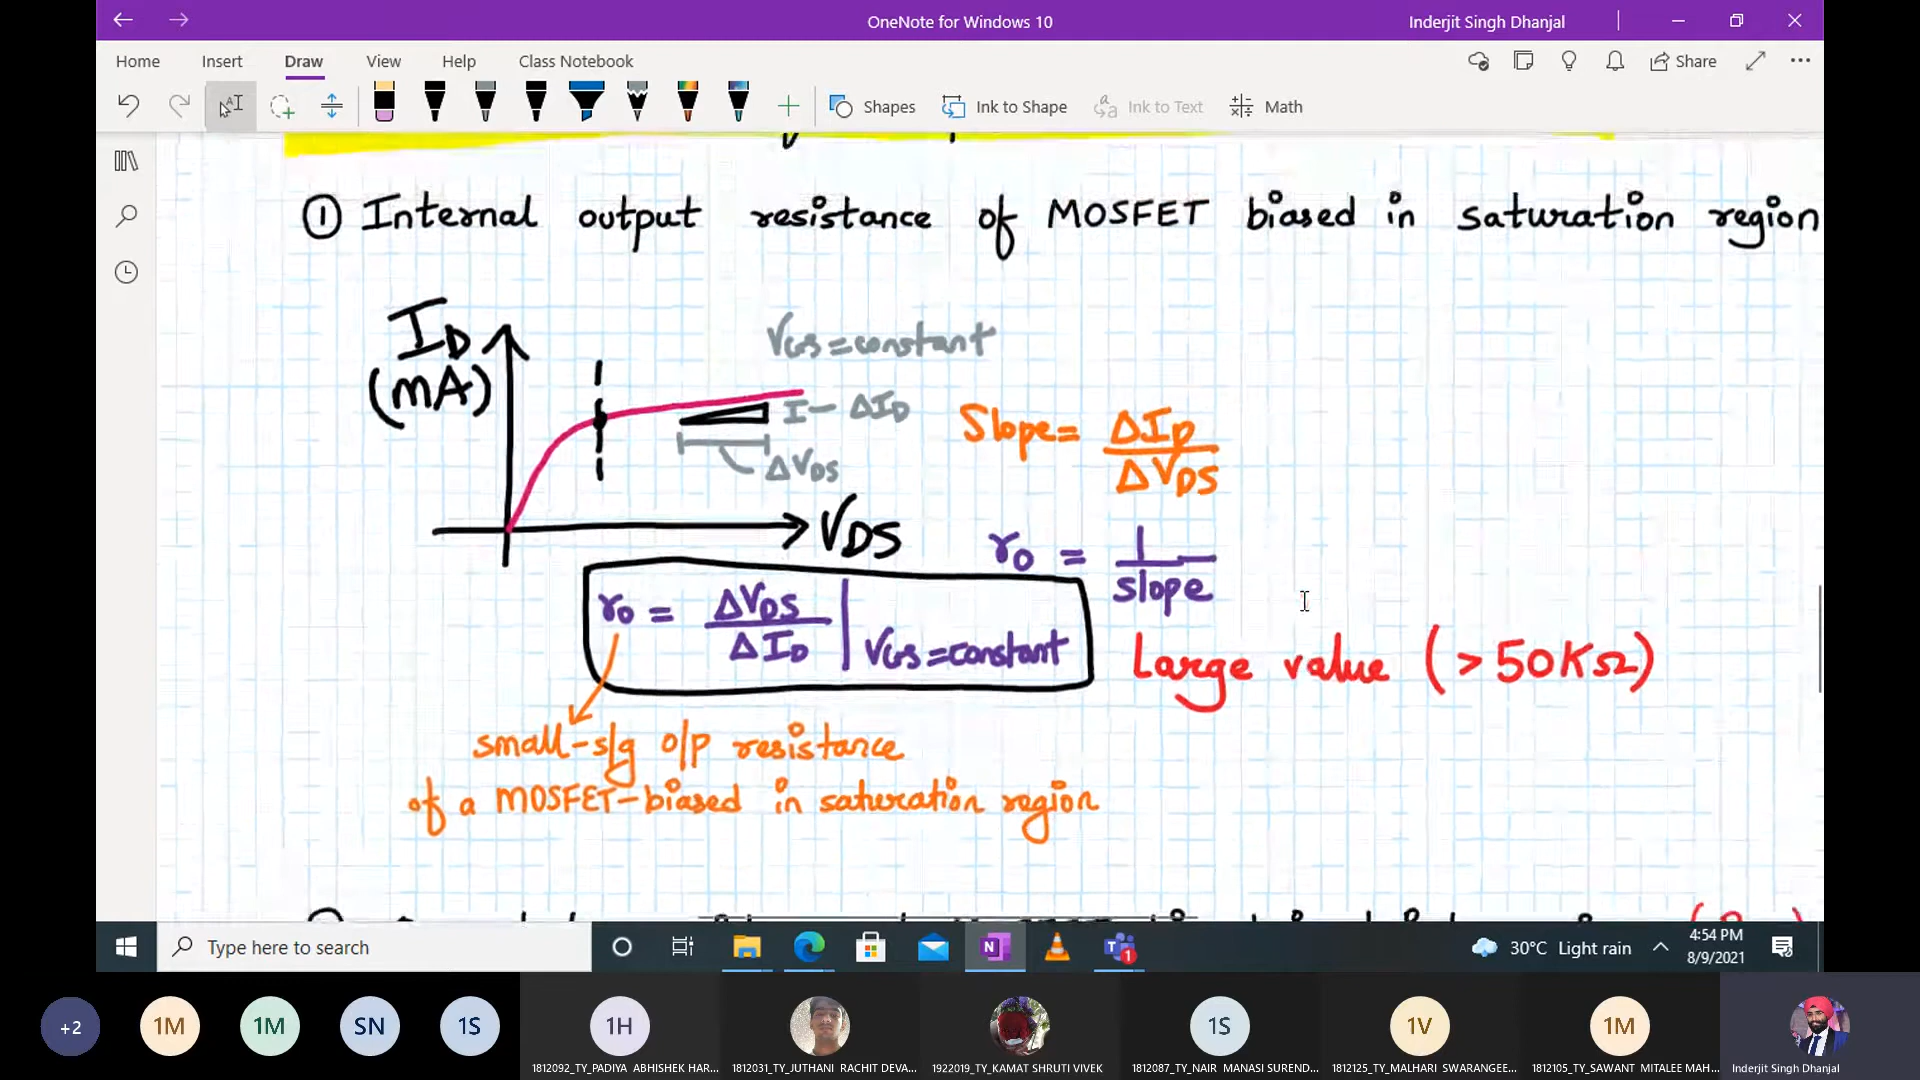 OneNote for Windows 10
Inderjit Singh Dhanjal
Home Insert Draw View Help Class Notebook
Share
Shapes Ink to Shape Ink to Text Math
① Internal output resistance of MOSFET biased in saturation region
ID
(mA)
VGS=constant
I- ΔID
ΔVDS
VDS
Slope= ΔID
ΔVDS
ro = 1
slope
ro = ΔVDS
ΔID
VGS=constant
Large value (>50KΩ)
small-s/g o/p resistance
of a MOSFET-biased in saturation region
Type here to search
1
30°C Light rain
4:54 PM
8/9/2021
+2
1M
1M
SN
1S
1H
1S
1V
1M
1812092_TY_PADIYA ABHISHEK HAR...
1812031_TY_JUTHANI RACHIT DEVA...
1922019_TY_KAMAT SHRUTI VIVEK
1812087_TY_NAIR MANASI SUREND...
1812125_TY_MALHARI SWARANGEE...
1812105_TY_SAWANT MITALEE MAH...
Inderjit Singh Dhanjal